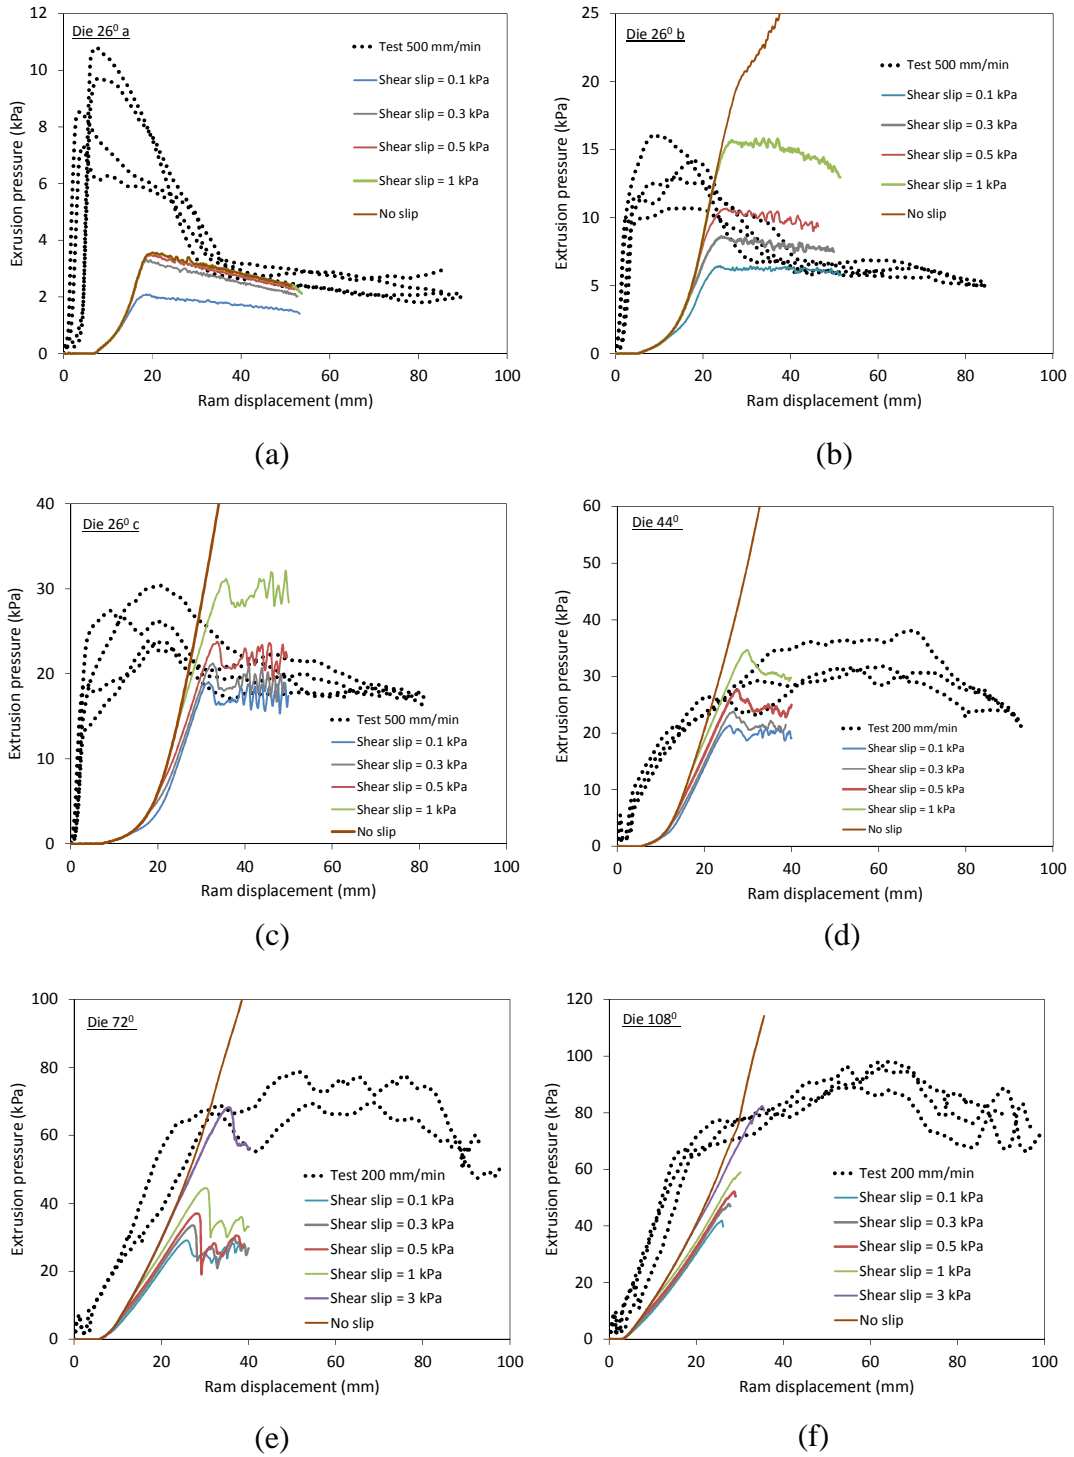 Die 26⁰ a
12
10
8
6
4
2
0
Extrusion pressure (kPa)
Test 500 mm/min
Shear slip = 0.1 kPa
Shear slip = 0.3 kPa
Shear slip = 0.5 kPa
Shear slip = 1 kPa
No slip
0 20 40 60 80 100
Ram displacement (mm)
(a)
Die 26⁰ b
25
20
15
10
5
0
Extrusion pressure (kPa)
Test 500 mm/min
Shear slip = 0.1 kPa
Shear slip = 0.3 kPa
Shear slip = 0.5 kPa
Shear slip = 1 kPa
No slip
0 20 40 60 80 100
Ram displacement (mm)
(b)
Die 26⁰ c
40
30
20
10
0
Extrusion pressure (kPa)
Test 500 mm/min
Shear slip = 0.1 kPa
Shear slip = 0.3 kPa
Shear slip = 0.5 kPa
Shear slip = 1 kPa
No slip
0 20 40 60 80 100
Ram displacement (mm)
(c)
Die 44⁰
60
50
40
30
20
10
0
Extrusion pressure (kPa)
Test 200 mm/min
Shear slip = 0.1 kPa
Shear slip = 0.3 kPa
Shear slip = 0.5 kPa
Shear slip = 1 kPa
No slip
0 20 40 60 80 100
Ram displacement (mm)
(d)
Die 72⁰
100
80
60
40
20
0
Extrusion pressure (kPa)
Test 200 mm/min
Shear slip = 0.1 kPa
Shear slip = 0.3 kPa
Shear slip = 0.5 kPa
Shear slip = 1 kPa
Shear slip = 3 kPa
No slip
0 20 40 60 80 100
Ram displacement (mm)
(e)
Die 108⁰
120
100
80
60
40
20
0
Extrusion pressure (kPa)
Test 200 mm/min
Shear slip = 0.1 kPa
Shear slip = 0.3 kPa
Shear slip = 0.5 kPa
Shear slip = 1 kPa
Shear slip = 3 kPa
No slip
0 20 40 60 80 100
Ram displacement (mm)
(f)